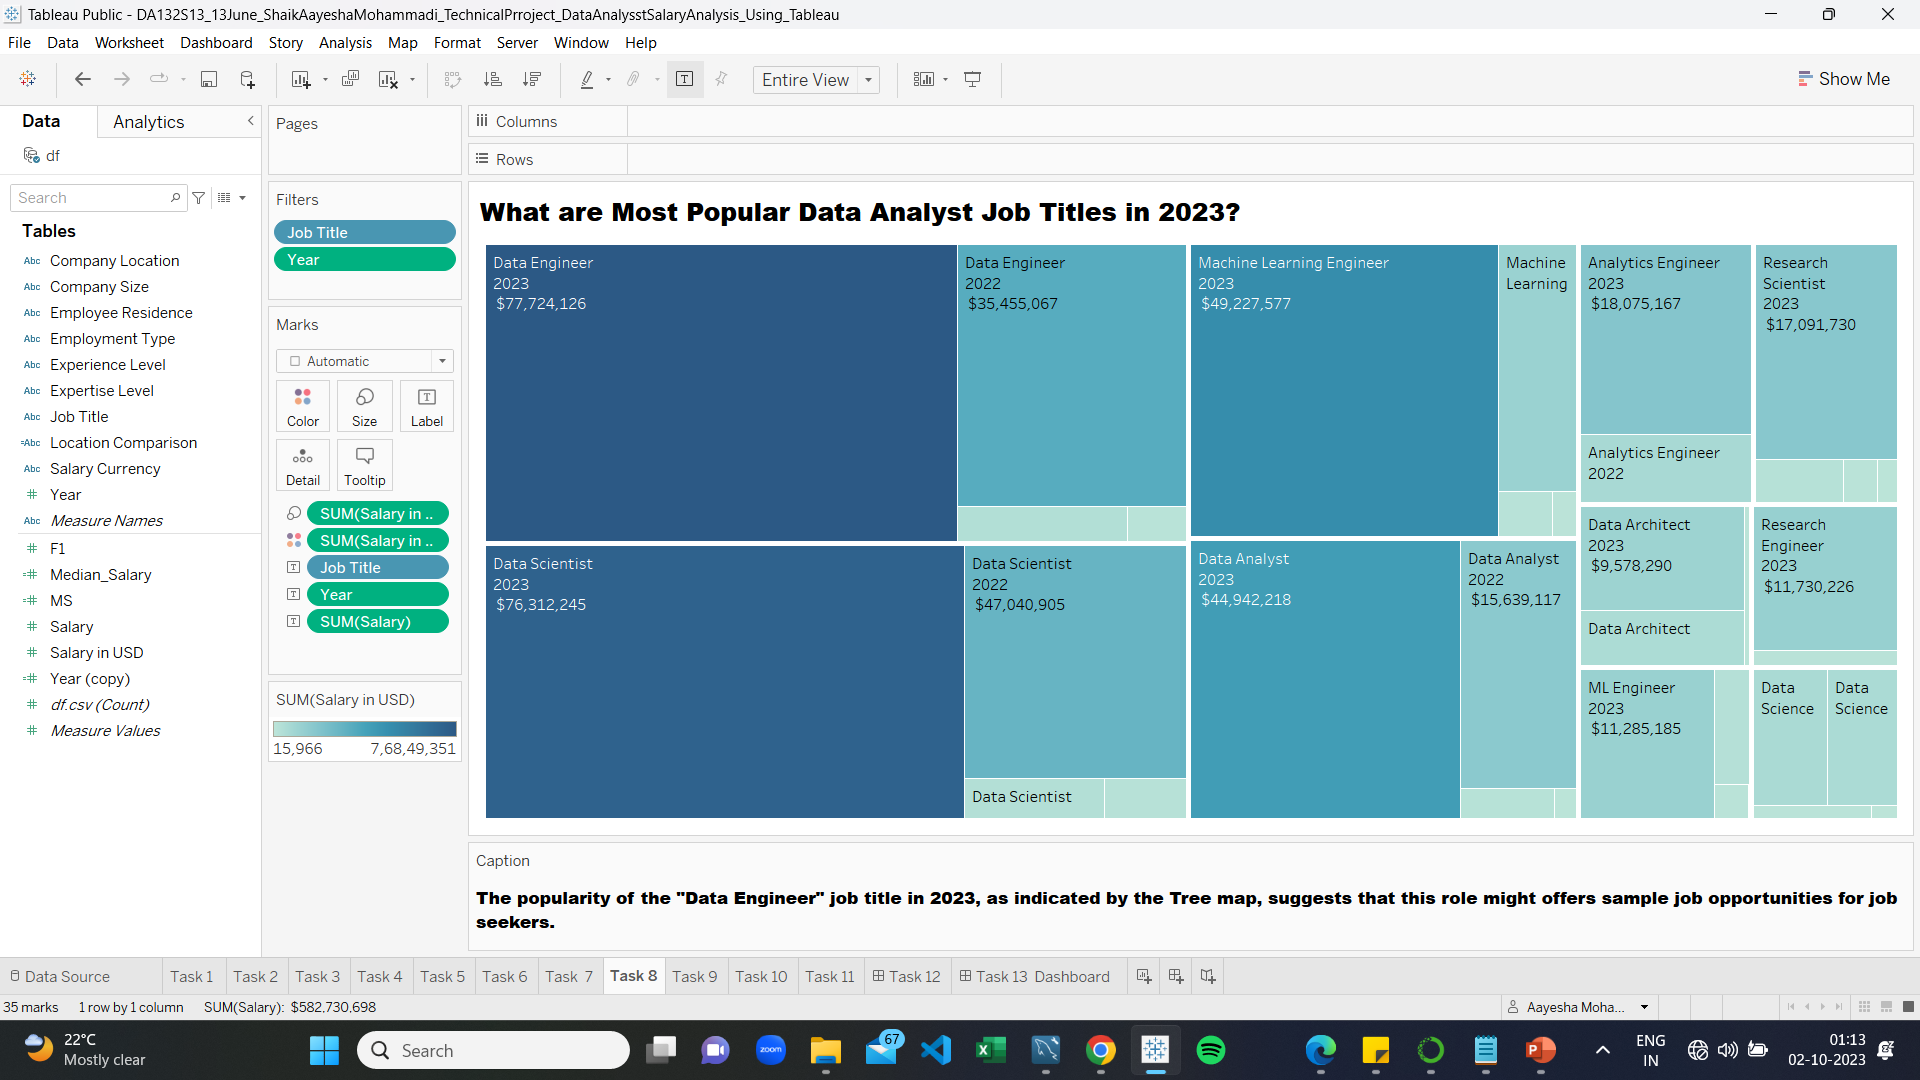 Tableau Public - DA132S13_13June_ShaikAayeshaMohammadi_TechnicalPrroject_DataAnalysstSalaryAnalysis_Using_Tableau
File Data Worksheet Dashboard Story Analysis Map Format Server Window Help
Entire View
Show Me
Data Analytics
df
Search
Tables
Abc Company Location
Abc Company Size
Abc Employee Residence
Abc Employment Type
Abc Experience Level
Abc Expertise Level
Abc Job Title
=Abc Location Comparison
Abc Salary Currency
# Year
Abc Measure Names
# F1
=# Median_Salary
=# MS
# Salary
# Salary in USD
=# Year (copy)
# df.csv (Count)
# Measure Values
Pages
Filters
Job Title
Year
Marks
Automatic
Color Size Label
Detail Tooltip
SUM(Salary in ..
SUM(Salary in ..
Job Title
Year
SUM(Salary)
SUM(Salary in USD)
15,966 7,68,49,351
Columns
Rows
What are Most Popular Data Analyst Job Titles in 2023?
Data Engineer
2023
$77,724,126
Data Engineer
2022
$35,455,067
Data Scientist
2023
$76,312,245
Data Scientist
2022
$47,040,905
Data Scientist
Machine Learning Engineer
2023
$49,227,577
Machine
Learning
Data Analyst
2023
$44,942,218
Data Analyst
2022
$15,639,117
Analytics Engineer
2023
$18,075,167
Analytics Engineer
2022
Research
Scientist
2023
$17,091,730
Data Architect
2023
$9,578,290
Data Architect
Research
Engineer
2023
$11,730,226
ML Engineer
2023
$11,285,185
Data
Science
Data
Science
Caption
The popularity of the "Data Engineer" job title in 2023, as indicated by the Tree map, suggests that this role might offers sample job opportunities for job
seekers.
Data Source Task 1 Task 2 Task 3 Task 4 Task 5 Task 6 Task 7 Task 8 Task 9 Task 10 Task 11 Task 12 Task 13 Dashboard
35 marks 1 row by 1 column SUM(Salary): $582,730,698
Aayesha Moha...
22°C
Mostly clear
Search
zoom
67
ENG
IN
01:13
02-10-2023